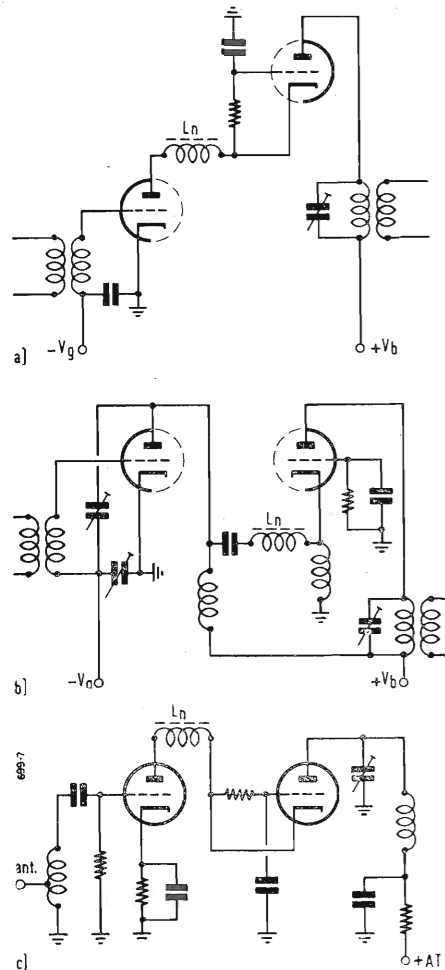 Ln
a]
-Vg
+Vb
Ln
b]
-Vg
+Vb
Ln
699-7
ant.
c]
+AT